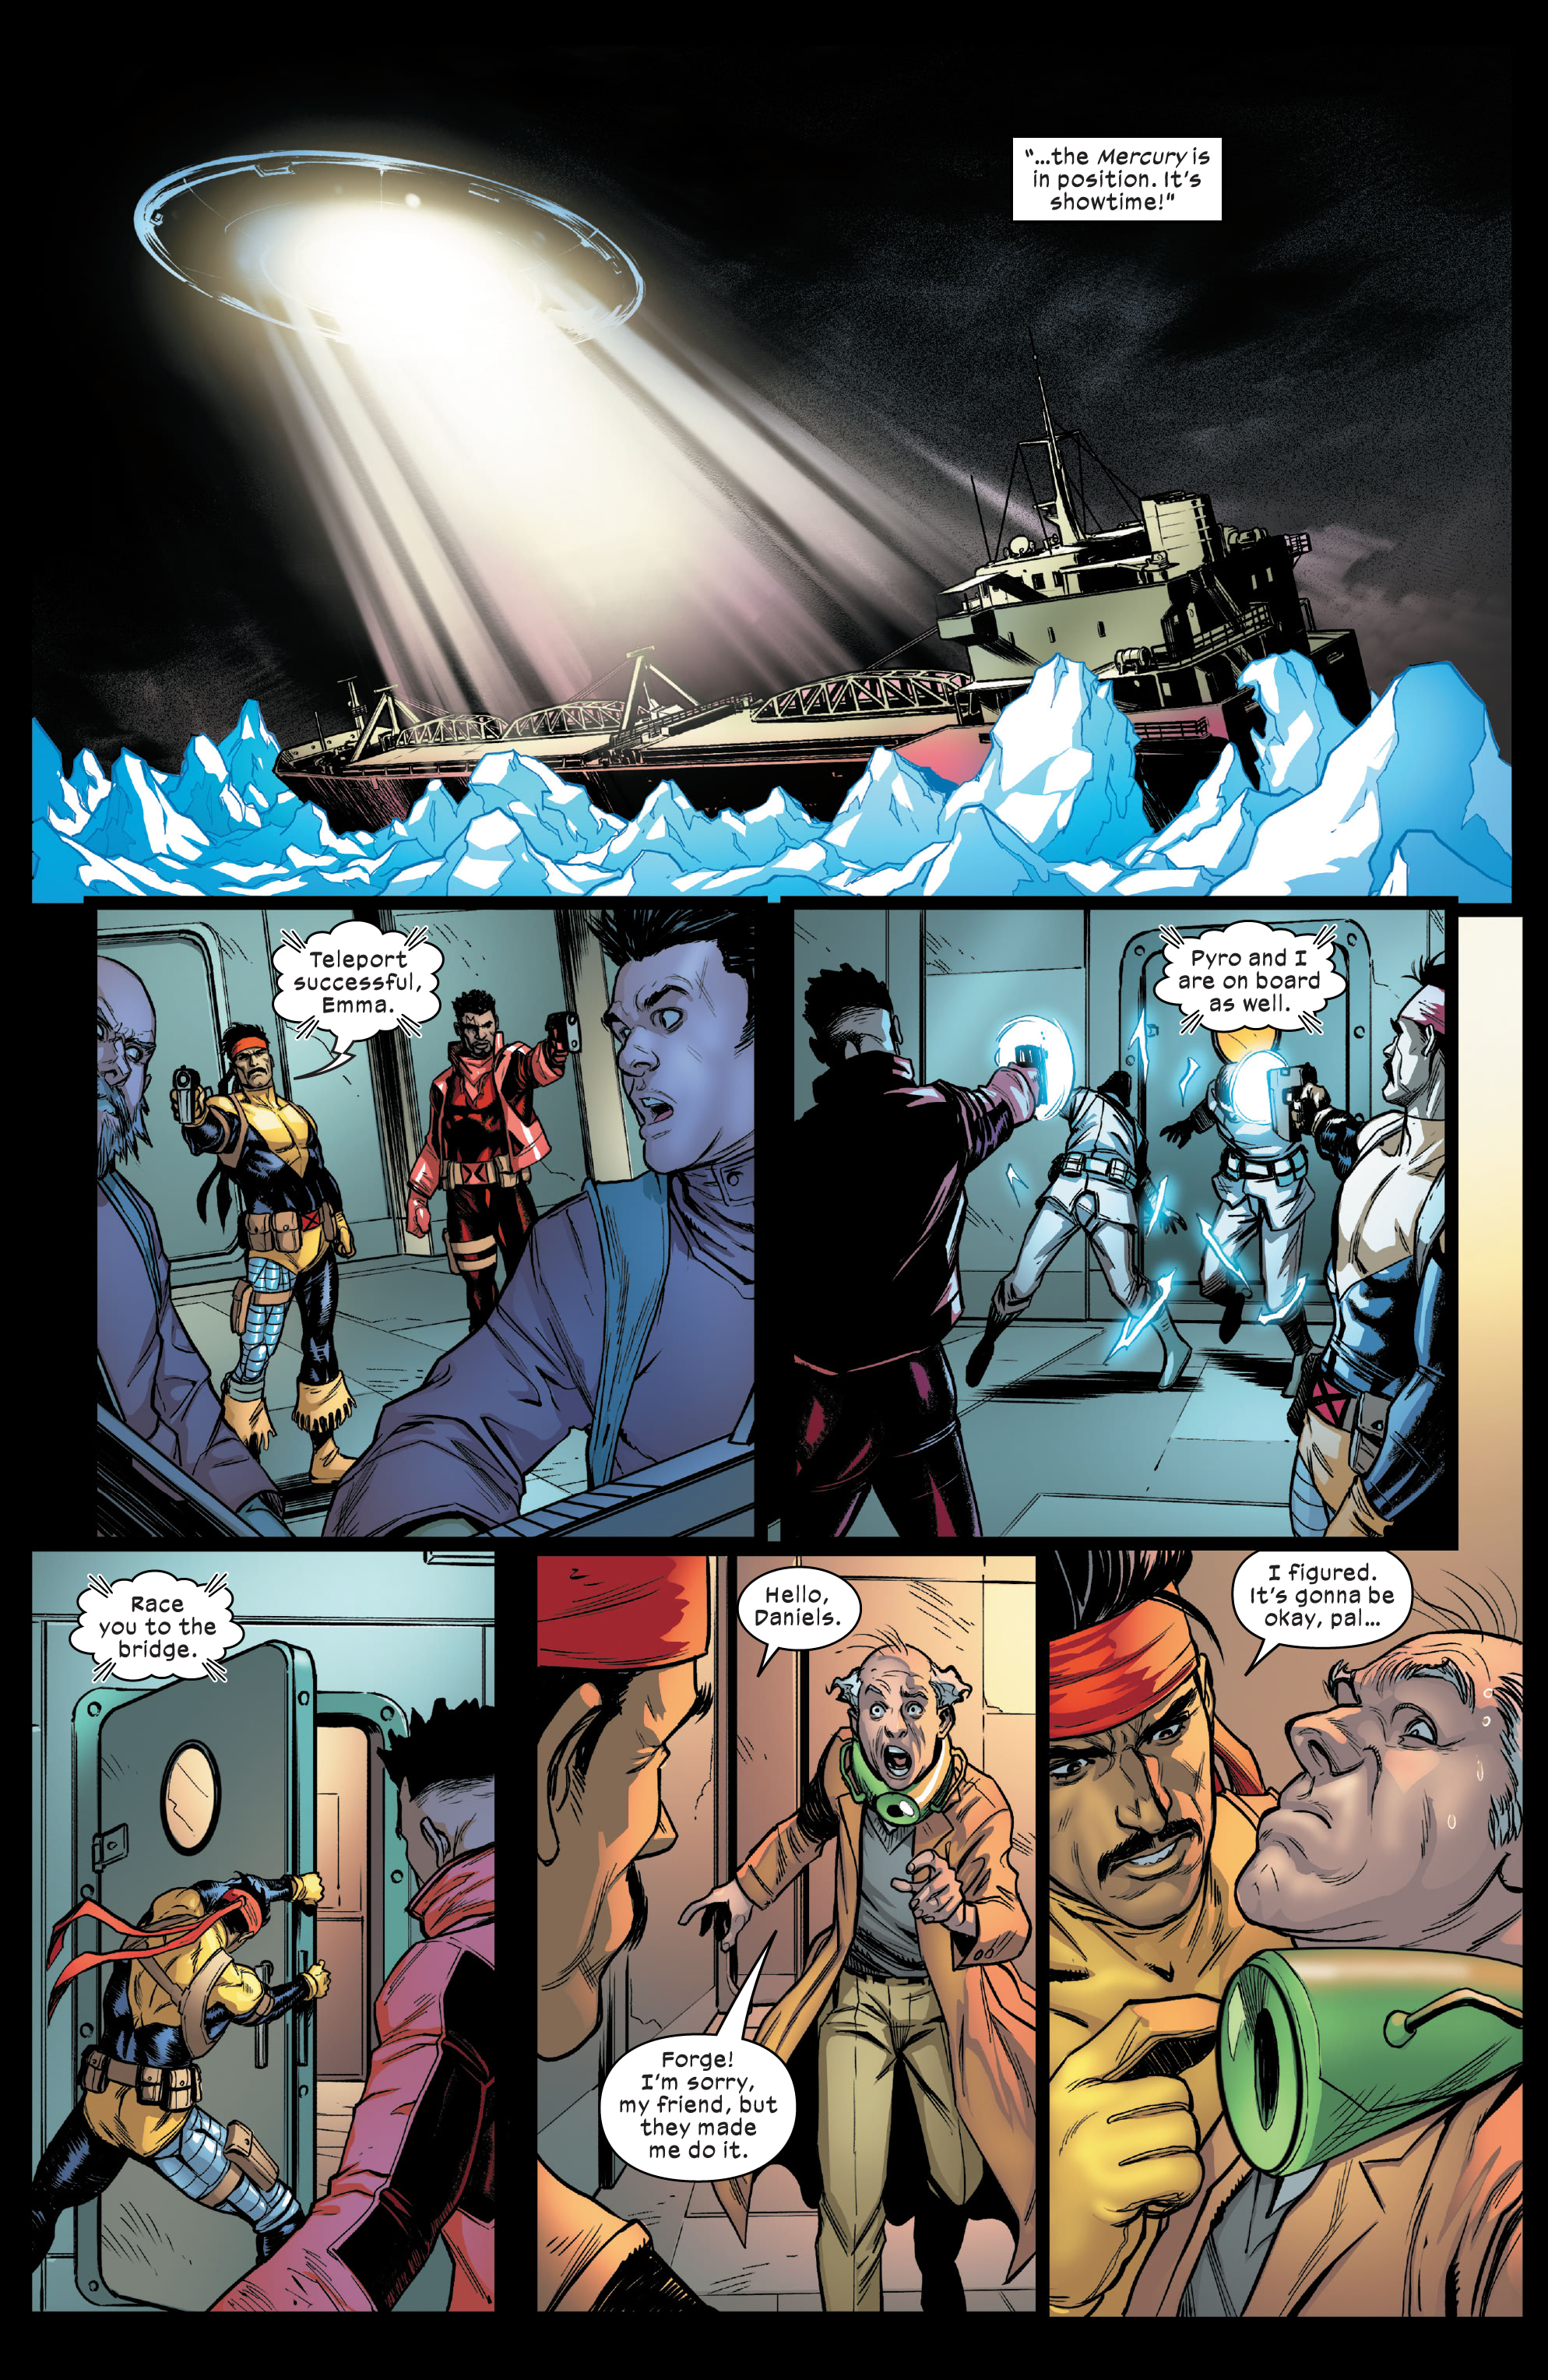 "...the Mercury is
in position. It's
showtime!"
Teleport
successful,
Emma.
Pyro and I
are on board
as well.
Race
you to the
bridge.
Hello,
Daniels.
Forge!
I'm sorry,
my friend, but
they made
me do it.
I figured.
It's gonna be
okay, pal...